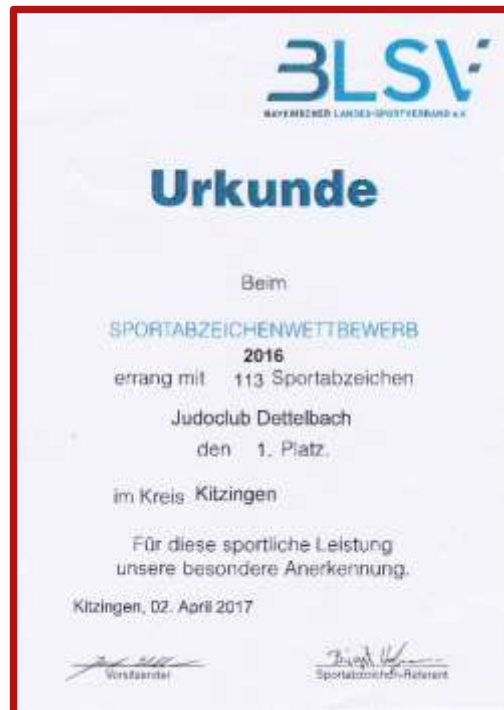 BLSV
BAYERISCHER LANDES-SPORTVERBAND e.V.
Urkunde
Beim
SPORTABZEICHENWETTBEWERB
2016
errang mit 113 Sportabzeichen
Judoclub Dettelbach
den 1. Platz.
im Kreis Kitzingen
Für diese sportliche Leistung
unsere besondere Anerkennung.
Kitzingen, 02. April 2017
Vorsitzender
Sportabzeichen-Referent